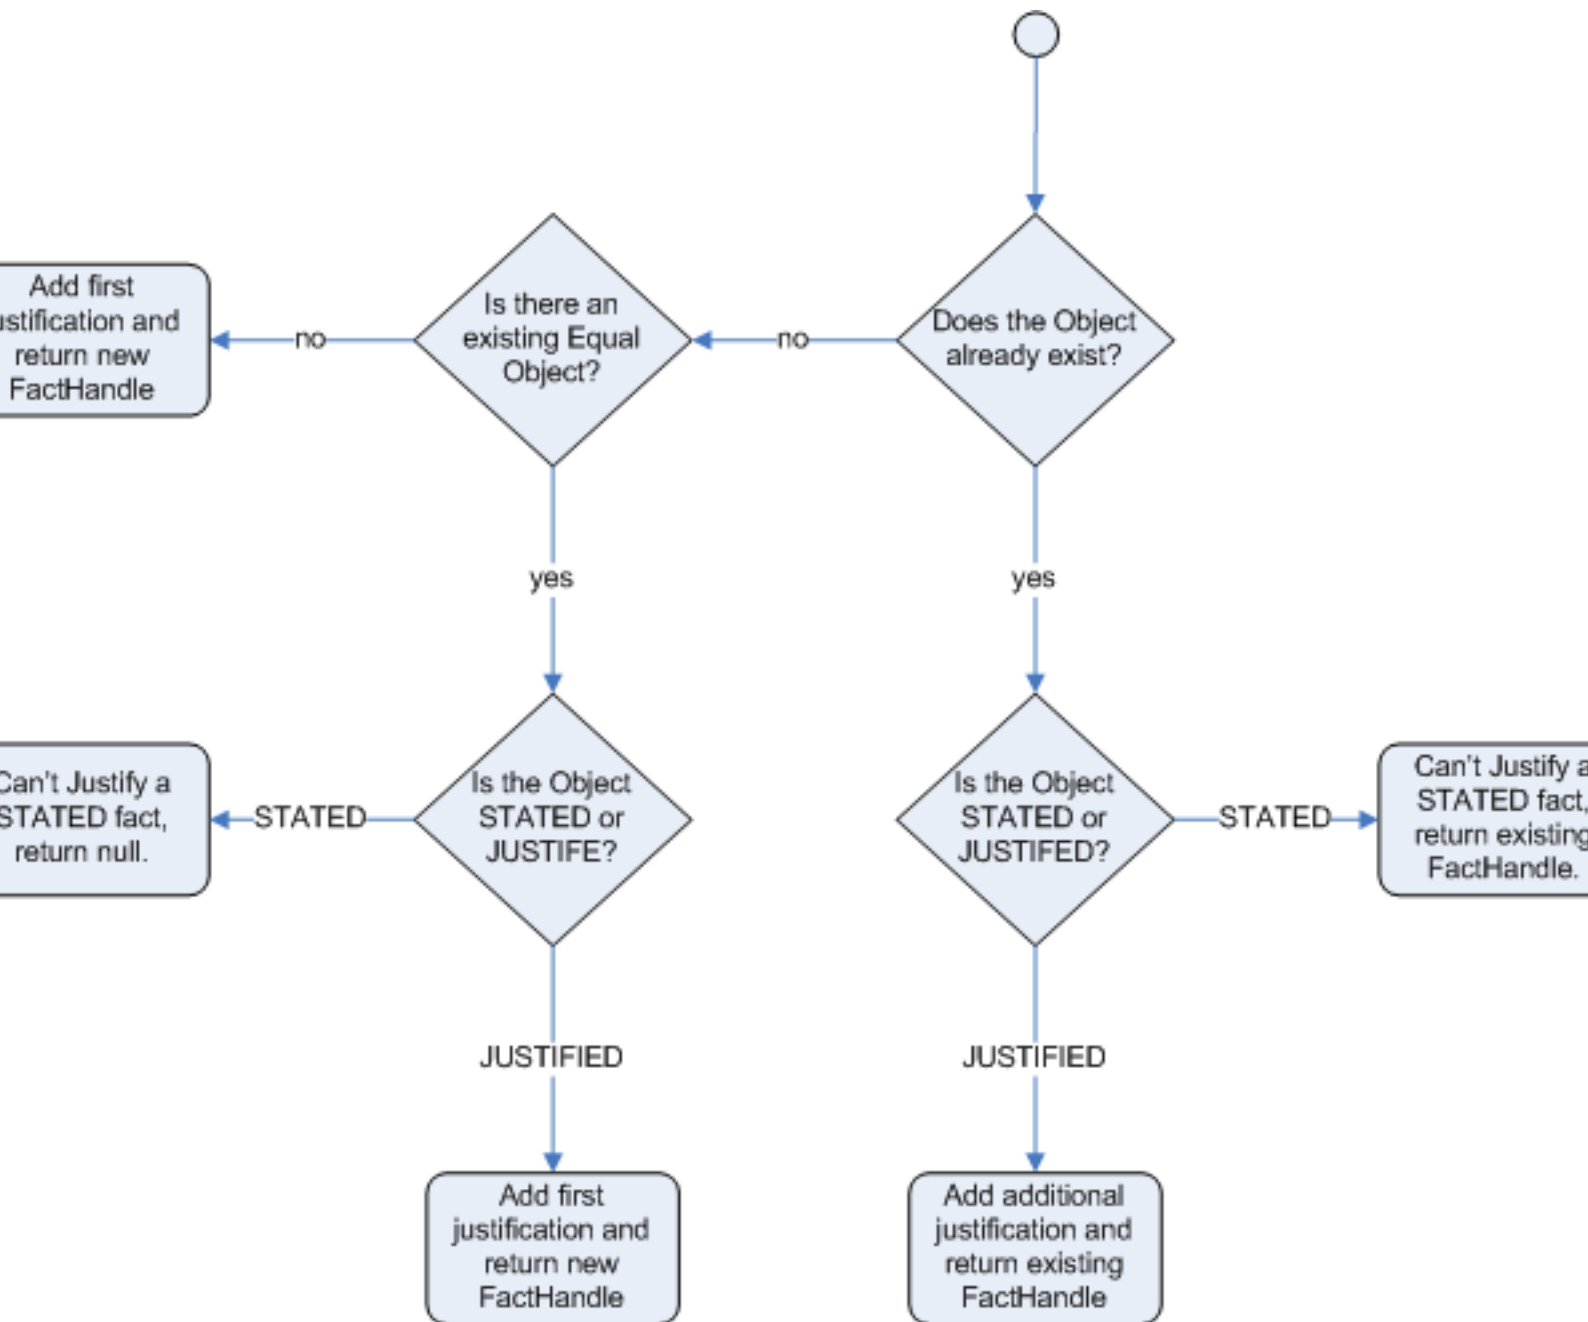 Does the Object
already exist?
no
Is there an
existing Equal
Object?
no
Add first
justification and
return new
FactHandle
yes
yes
Is the Object
STATED or
JUSTIFE?
STATED
Can't Justify a
STATED fact,
return null.
JUSTIFIED
Add first
justification and
return new
FactHandle
Is the Object
STATED or
JUSTIFED?
STATED
Can't Justify a
STATED fact,
return existing
FactHandle.
JUSTIFIED
Add additional
justification and
return existing
FactHandle